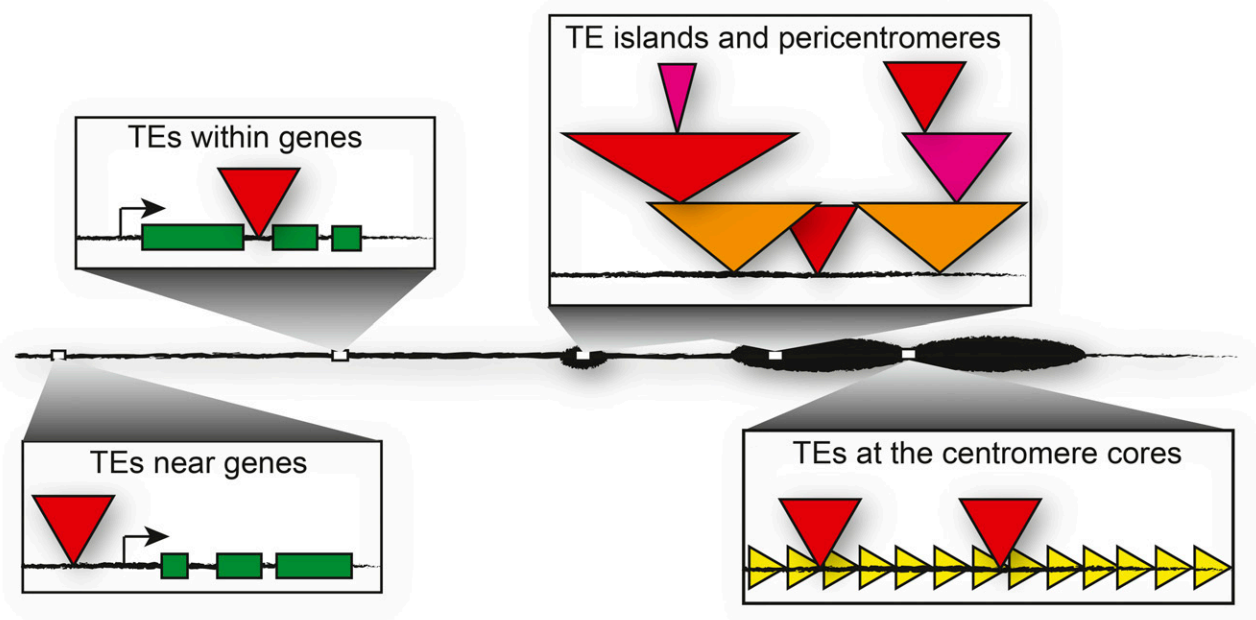 TE islands and pericentromeres
TEs within genes
TEs near genes
TEs at the centromere cores